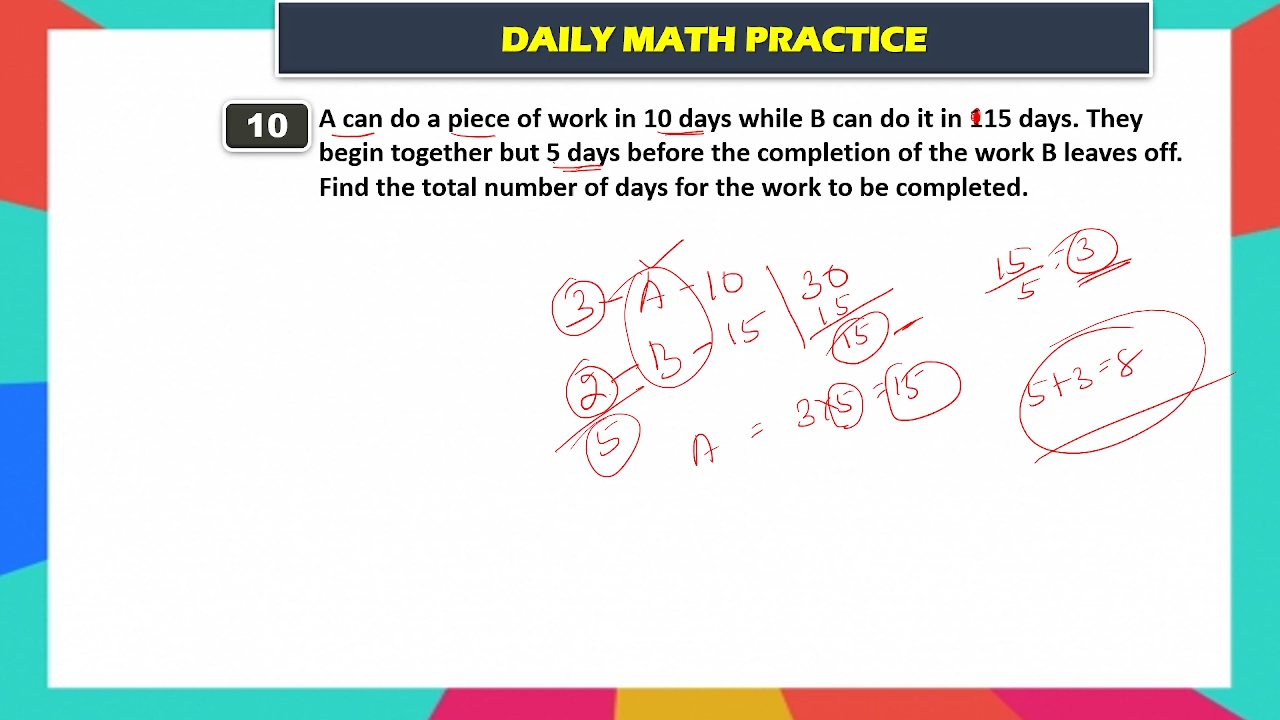 DAILY MATH PRACTICE
10
A can do a piece of work in 10 days while B can do it in 115 days. They
begin together but 5 days before the completion of the work B leaves off.
Find the total number of days for the work to be completed.
3 - A - 10
2 - B - 15
5
30
15
15
A = 3×5 = 15
15/5 = 3
5+3=8